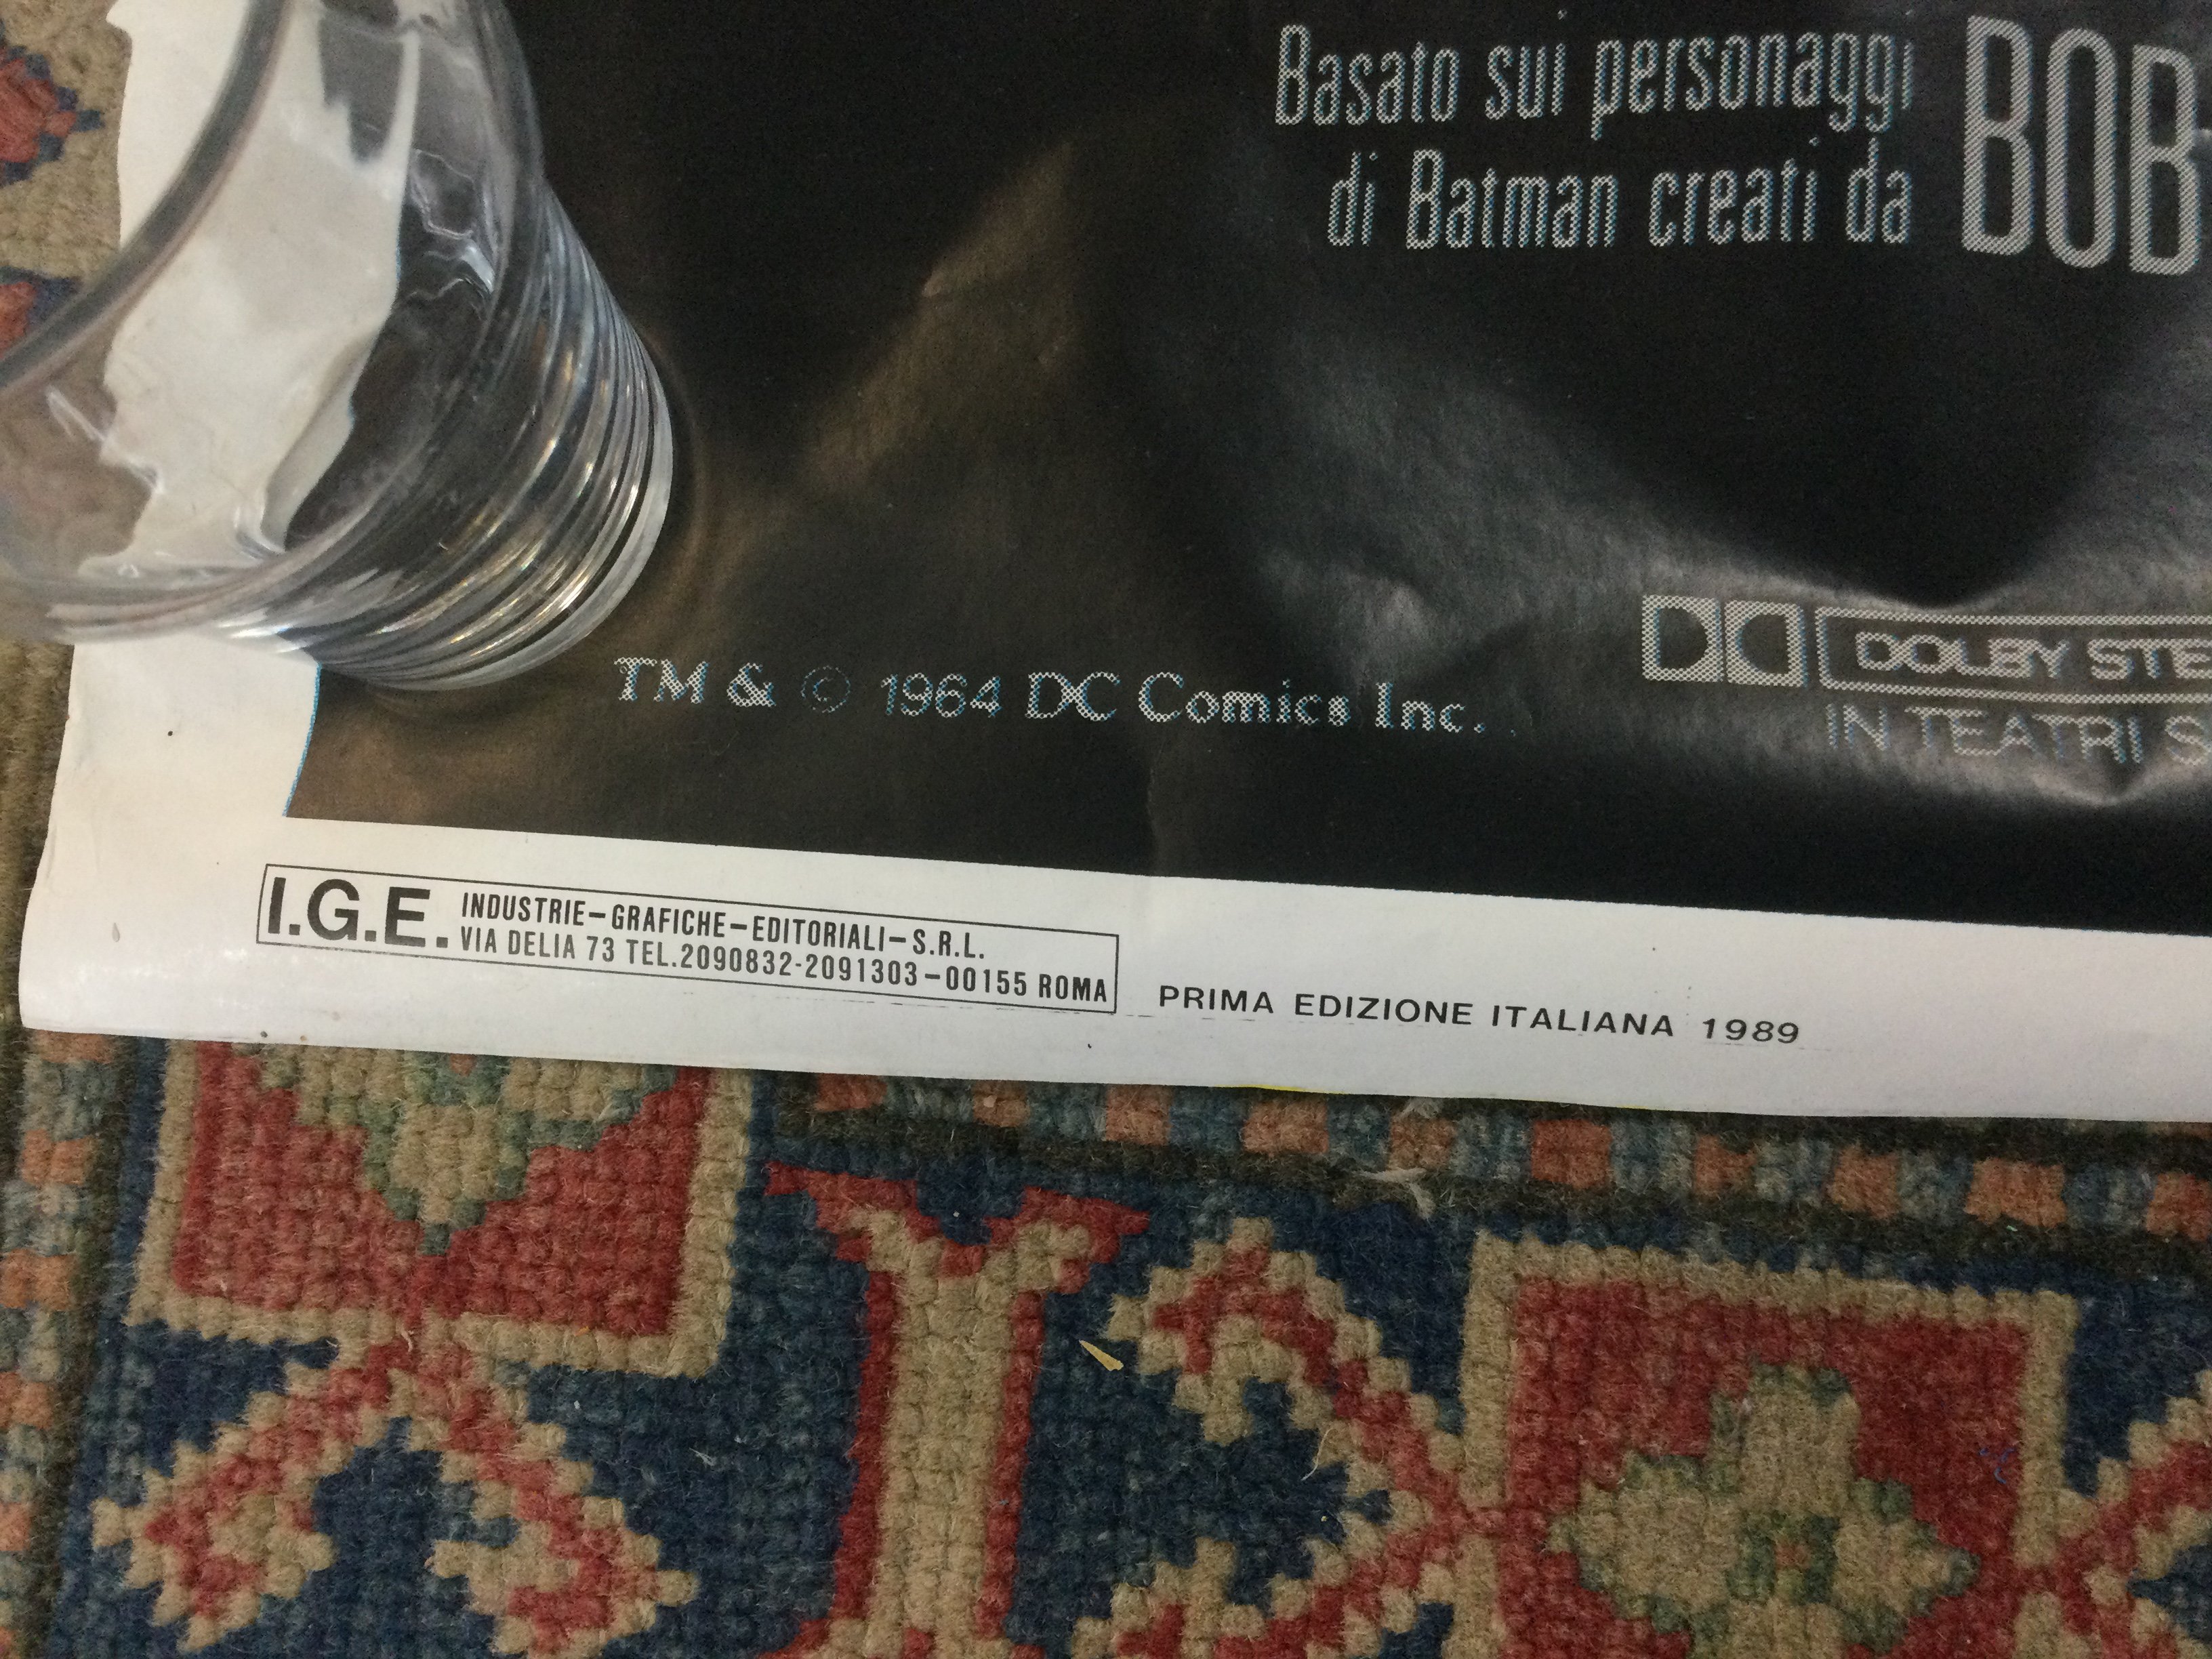 Basato sui personaggi
di Batman creati da
BOB
TM & © 1964 DC Comics Inc.
DOLBY
IN TEATRI
I.G.E. INDUSTRIE-GRAFICHE-EDITORIALI-S.R.L.
VIA DELIA 73 TEL.2090832-2091303-00155 ROMA
PRIMA EDIZIONE ITALIANA 1989